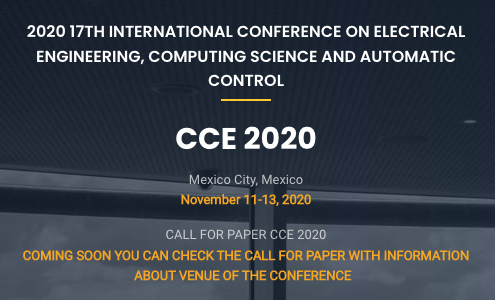 2020 17TH INTERNATIONAL CONFERENCE ON ELECTRICAL
ENGINEERING, COMPUTING SCIENCE AND AUTOMATIC
CONTROL
CCE 2020
Mexico City, Mexico
November 11-13, 2020
CALL FOR PAPER CCE 2020
COMING SOON YOU CAN CHECK THE CALL FOR PAPER WITH INFORMATION
ABOUT VENUE OF THE CONFERENCE